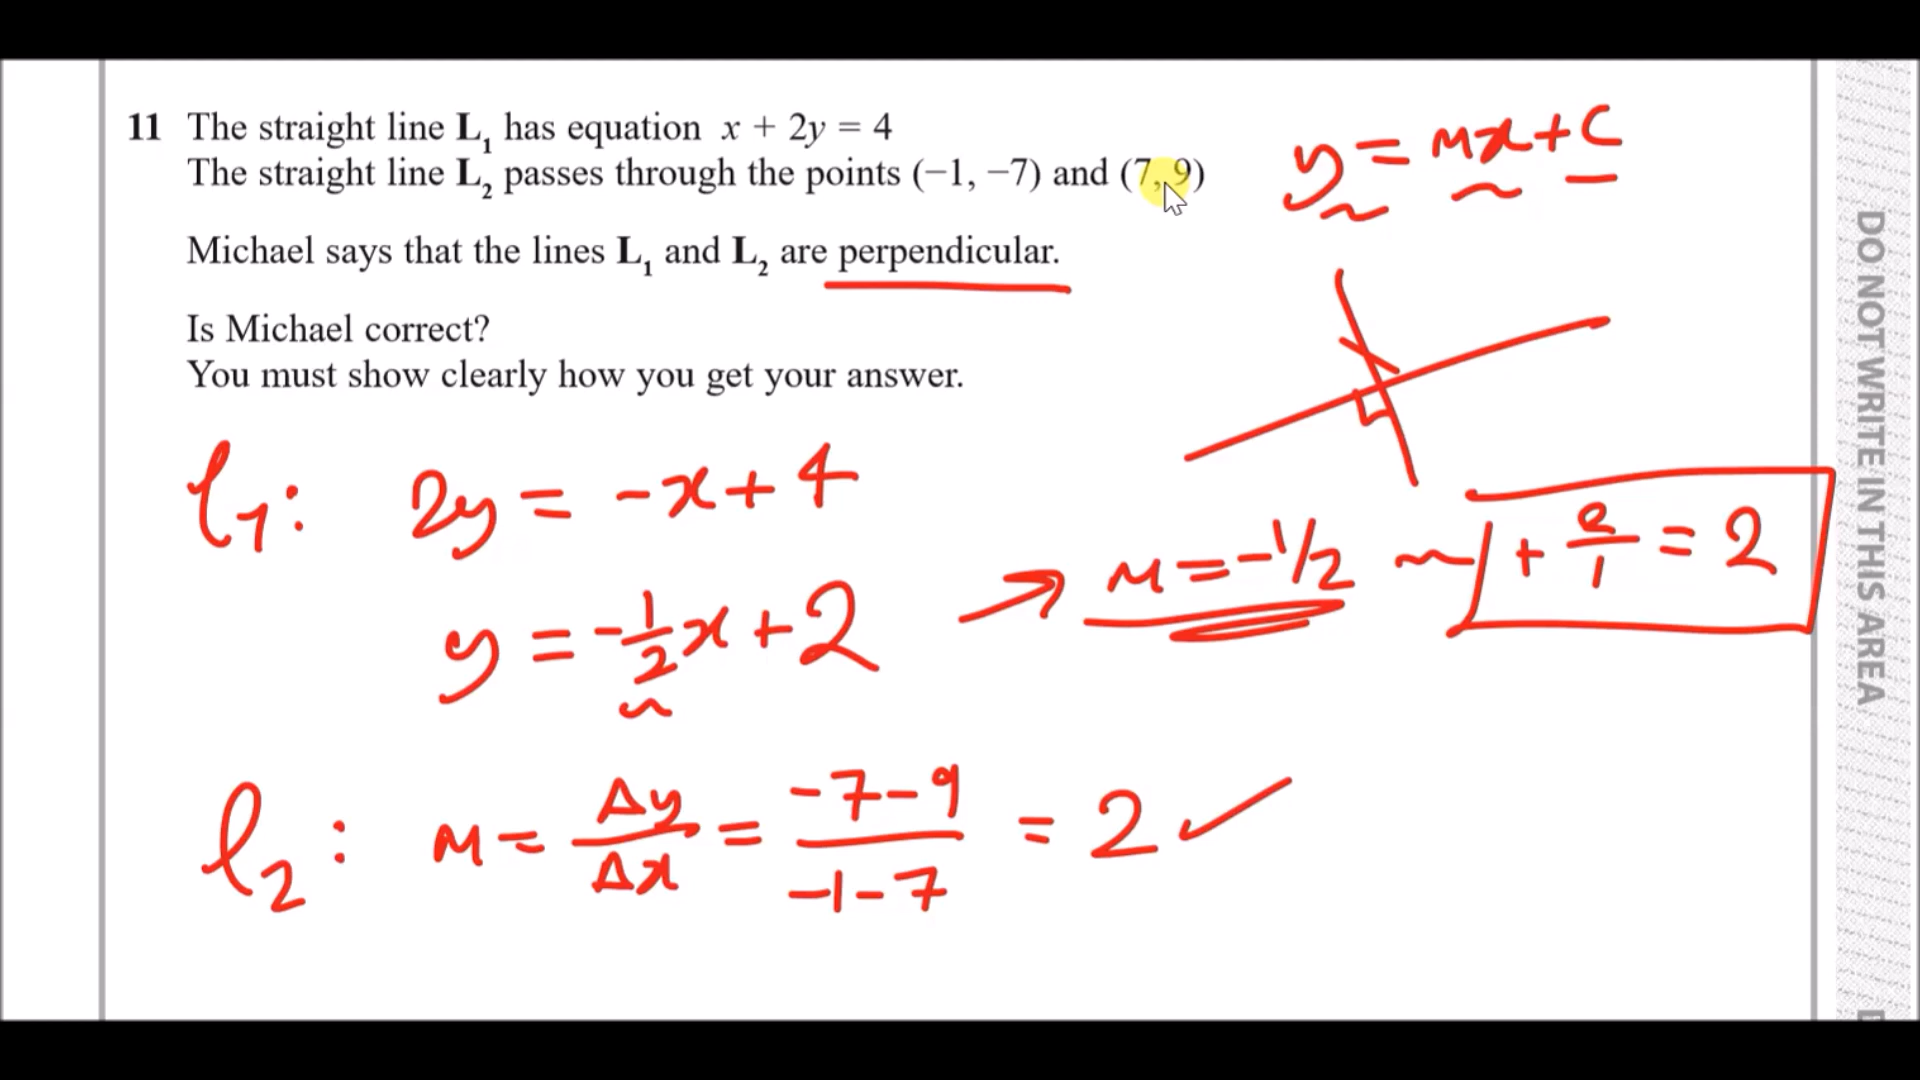 11 The straight line L₁ has equation x + 2y = 4
The straight line L₂ passes through the points (−1, −7) and (7, 9)
Michael says that the lines L₁ and L₂ are perpendicular.
Is Michael correct?
You must show clearly how you get your answer.
y = mx + c
l₁: 2y = -x + 4
y = -1/2 x + 2 → m = -1/2 ~ + 2/1 = 2
l₂: m = Δy/Δx = -7-9/-1-7 = 2 ✓
DO NOT WRITE IN THIS AREA